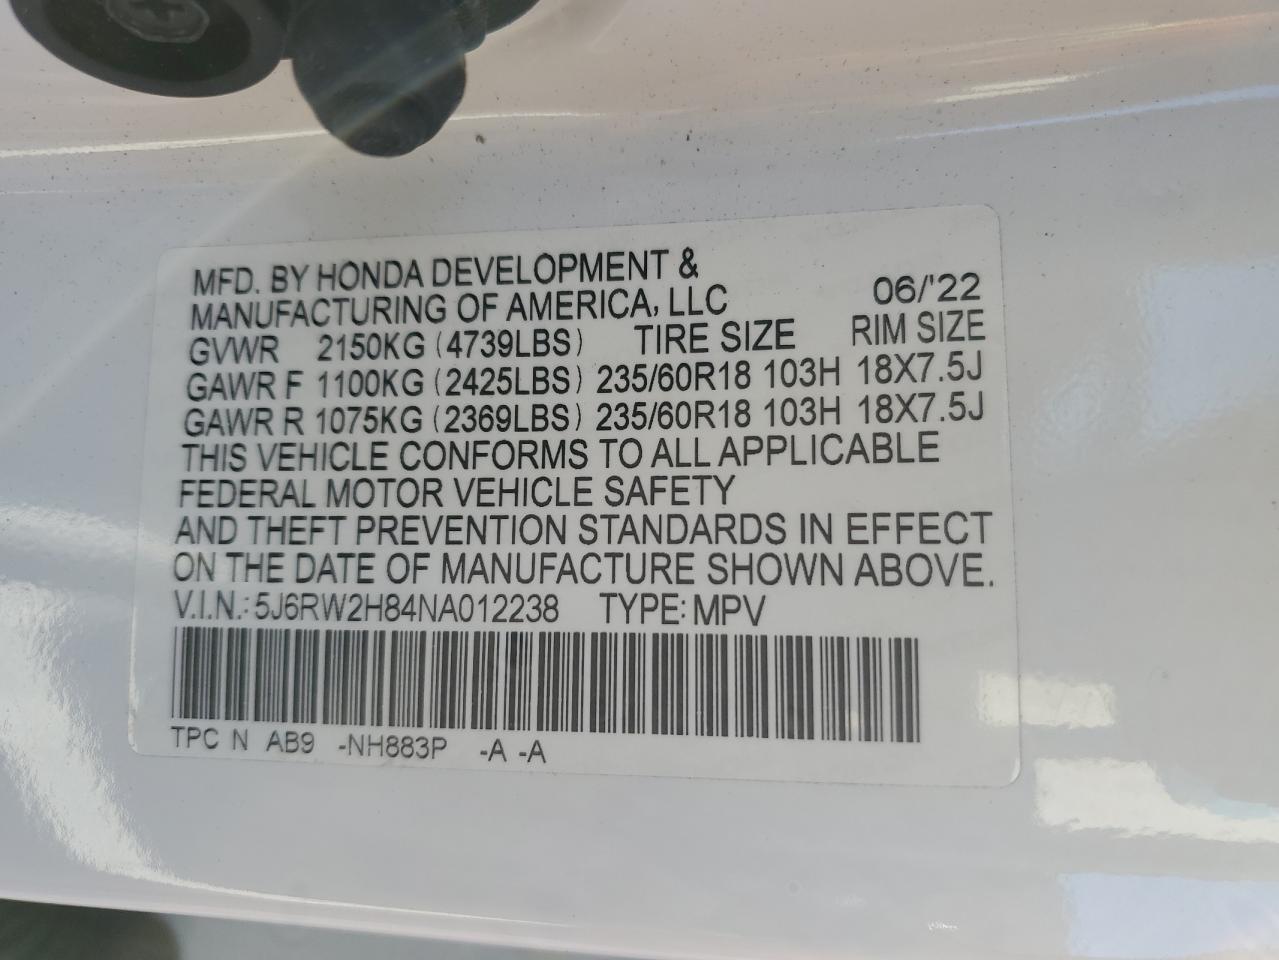 MFD. BY HONDA DEVELOPMENT &
MANUFACTURING OF AMERICA, LLC 06/'22
GVWR 2150KG (4739LBS) TIRE SIZE RIM SIZE
GAWR F 1100KG (2425LBS) 235/60R18 103H 18X7.5J
GAWR R 1075KG (2369LBS) 235/60R18 103H 18X7.5J
THIS VEHICLE CONFORMS TO ALL APPLICABLE
FEDERAL MOTOR VEHICLE SAFETY
AND THEFT PREVENTION STANDARDS IN EFFECT
ON THE DATE OF MANUFACTURE SHOWN ABOVE.
V.I.N.: 5J6RW2H84NA012238 TYPE: MPV
TPC N AB9 -NH883P -A -A